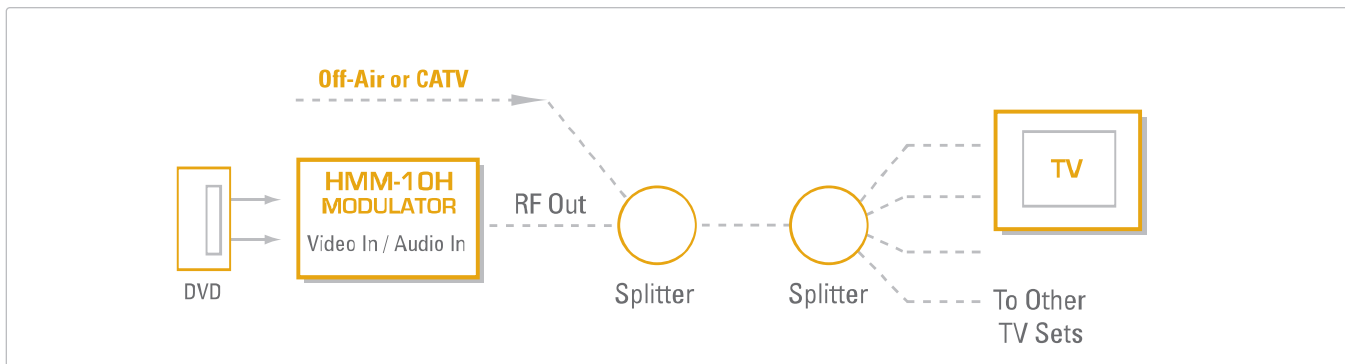 Off-Air or CATV
HMM-10H
MODULATOR
Video In / Audio In
DVD
RF Out
Splitter
Splitter
TV
To Other
TV Sets